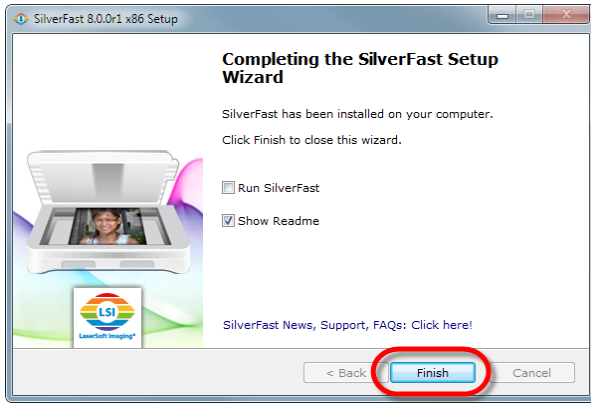 SilverFast 8.0.0r1 x86 Setup
Completing the SilverFast Setup
Wizard
SilverFast has been installed on your computer.
Click Finish to close this wizard.
Run SilverFast
Show Readme
LSI
LaserSoft Imaging®
SilverFast News, Support, FAQs: Click here!
< Back
Finish
Cancel